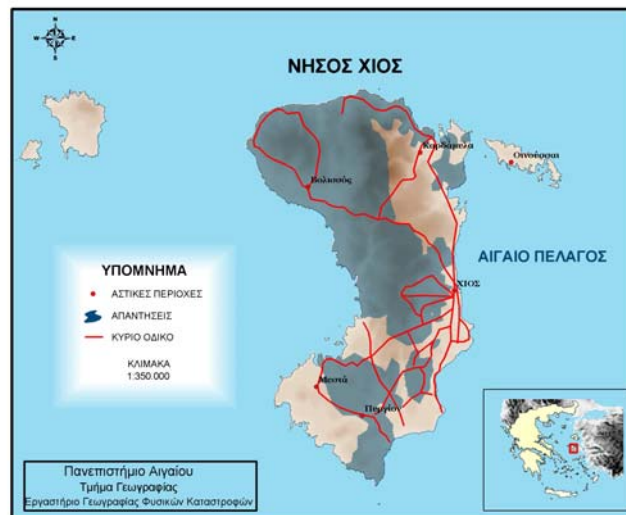 N
W E
S
ΝΗΣΟΣ ΧΙΟΣ
Καρδάμυλα
Οινούσσαι
Βολισσός
ΑΙΓΑΙΟ ΠΕΛΑΓΟΣ
ΥΠΟΜΝΗΜΑ
ΑΣΤΙΚΕΣ ΠΕΡΙΟΧΕΣ
ΑΠΑΝΤΗΣΕΙΣ
ΚΥΡΙΟ ΟΔΙΚΟ
ΚΛΙΜΑΚΑ
1:350.000
ΧΙΟΣ
Μεστά
Πυργίον
Πανεπιστήμιο Αιγαίου
Τμήμα Γεωγραφίας
Εργαστήριο Γεωγραφίας Φυσικών Καταστροφών